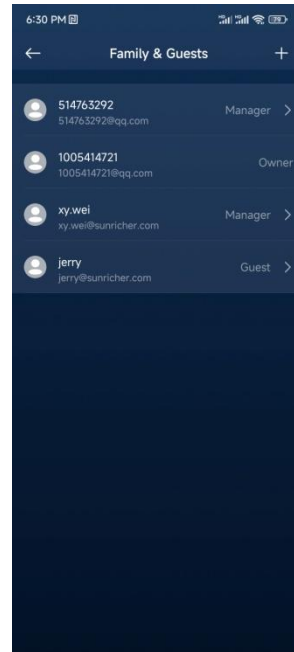 6:30 PM
79
Family & Guests
514763292
514763292@qq.com
Manager
1005414721
1005414721@qq.com
Owner
xy.wei
xy.wei@sunricher.com
Manager
jerry
jerry@sunricher.com
Guest